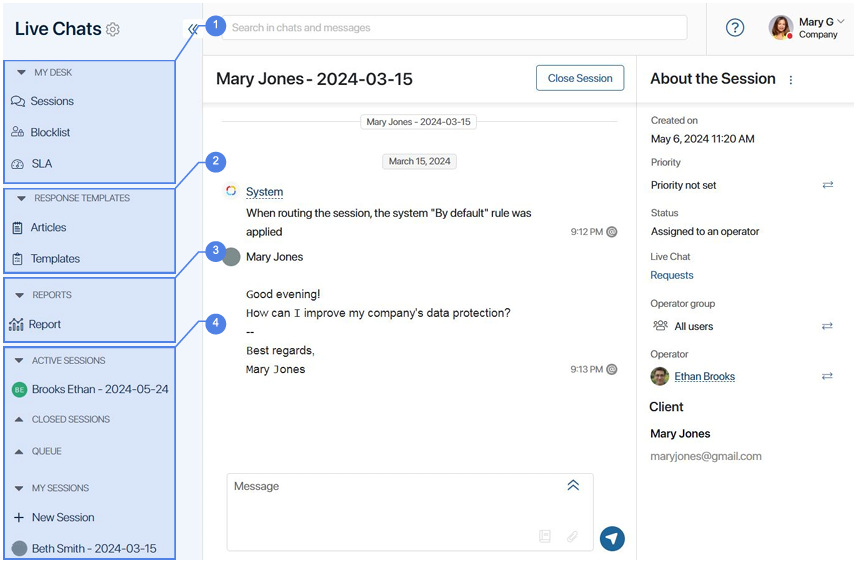 Live Chats
1
Search in chats and messages
?
Mary G
Company
MY DESK
Sessions
Blocklist
SLA
2
RESPONSE TEMPLATES
Articles
Templates
3
REPORTS
Report
4
ACTIVE SESSIONS
BE Brooks Ethan - 2024-05-24
CLOSED SESSIONS
QUEUE
MY SESSIONS
+ New Session
Beth Smith - 2024-03-15
Mary Jones - 2024-03-15
Close Session
Mary Jones - 2024-03-15
March 15, 2024
System
When routing the session, the system "By default" rule was
applied
9:12 PM @
Mary Jones
Good evening!
How can I improve my company's data protection?
--
Best regards,
Mary Jones
9:13 PM @
Message
About the Session
Created on
May 6, 2024 11:20 AM
Priority
Priority not set
Status
Assigned to an operator
Live Chat
Requests
Operator group
All users
Operator
Ethan Brooks
Client
Mary Jones
maryjones@gmail.com